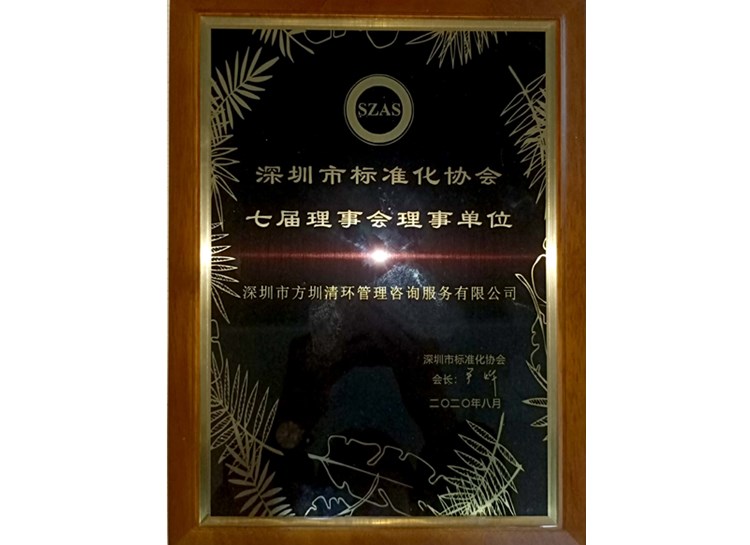 SZAS
深圳市标准化协会
七届理事会理事单位
深圳市方圳清环管理咨询服务有限公司
深圳市标准化协会
会长：
二〇二〇年八月